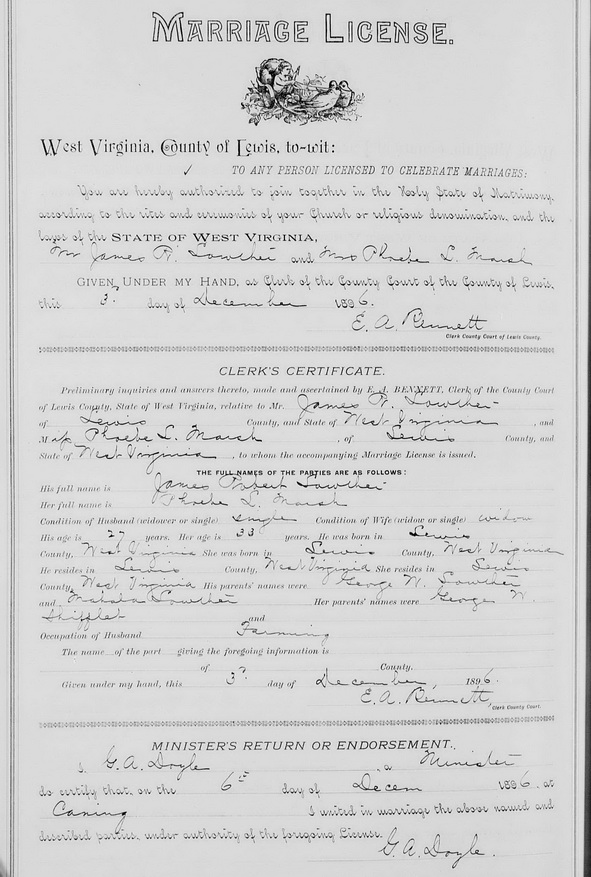 MARRIAGE LICENSE.
West Virginia, County of Lewis, to-wit:
✓ TO ANY PERSON LICENSED TO CELEBRATE MARRIAGES:
You are hereby authorized to join together in the Holy State of Matrimony,
according to the rites and ceremonies of your Church or religious denomination, and the
laws of the STATE OF WEST VIRGINIA,
Mr James R. Lowther and Mrs Phoebe L. Marsh
GIVEN UNDER MY HAND, as Clerk of the County Court of the County of Lewis,
this 3d day of December 1896.
E. A. Bennett
Clerk County Court of Lewis County.
CLERK'S CERTIFICATE.
Preliminary inquiries and answers thereto, made and ascertained by E. A. BENNETT, Clerk of the County Court
of Lewis County, State of West Virginia, relative to Mr. James R. Lowther
of Lewis County, and State of West Virginia, and
Mrs Phoebe L. Marsh, of Lewis County, and
State of West Virginia, to whom the accompanying Marriage License is issued.
THE FULL NAMES OF THE PARTIES ARE AS FOLLOWS:
His full name is James Robert Lowther
Her full name is Phoebe L. Marsh
Condition of Husband (widower or single) single Condition of Wife (widow or single) widow
His age is 27 years. Her age is 33 years. He was born in Lewis
County, West Virginia She was born in Lewis County, West Virginia
He resides in Lewis County, West Virginia She resides in Lewis
County, West Virginia His parents' names were George W. Lowther
and Mahala Lowther Her parents' names were George W.
Shifflet and
Occupation of Husband Farming
The name of the part giving the foregoing information is
of County.
Given under my hand, this 3d day of December, 1896.
E. A. Bennett,
Clerk County Court.
MINISTER'S RETURN OR ENDORSEMENT.
I, G. A. Doyle, a Minister
do certify that, on the 6th day of Decem 1896. at
Caning I united in marriage the above named and
described parties, under authority of the foregoing License.
G. A. Doyle.